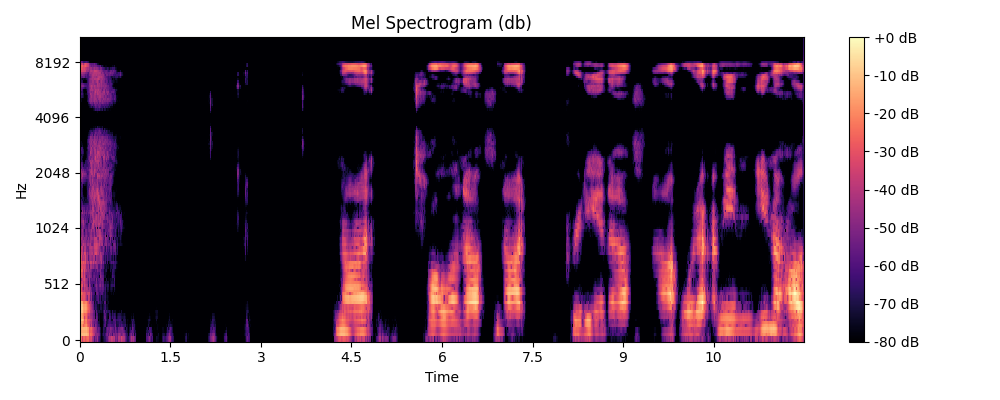 Mel Spectrogram (db)
8192
4096
2048
1024
512
0
Hz
0 1.5 3 4.5 6 7.5 9 10
Time
+0 dB
-10 dB
-20 dB
-30 dB
-40 dB
-50 dB
-60 dB
-70 dB
-80 dB